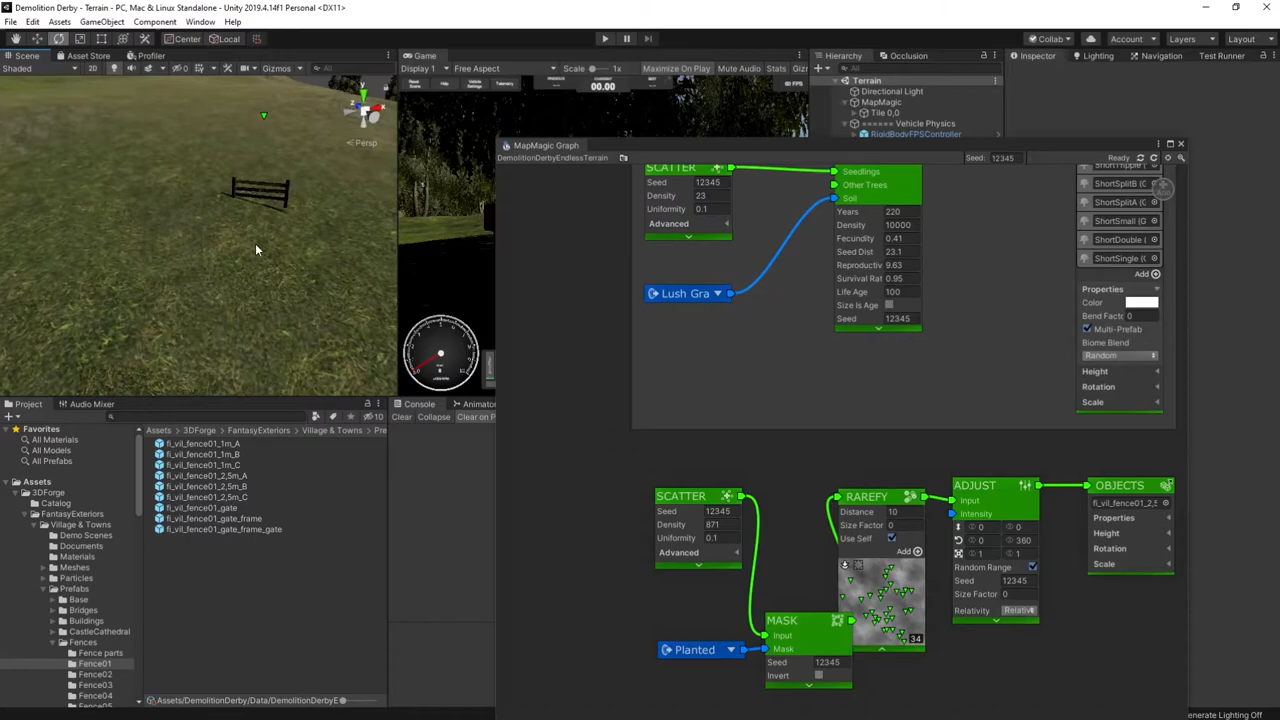 Demolition Derby - Terrain - PC, Mac & Linux Standalone - Unity 2019.4.14f1 Personal <DX11>
File Edit Assets GameObject Component Window Help
Center Local Collab Account Layers Layout
Scene Asset Store Profiler Game Hierarchy Occlusion Inspector Lighting Navigation Test Runner
Shaded 2D 0 Gizmos All Display 1 Free Aspect Scale 1x Maximize On Play Mute Audio Stats Giz All
Terrain
Directional Light
MapMagic
Tile 0,0
====== Vehicle Physics
RigidBodyFPSController
00.00
y
x
z
Persp
MapMagic Graph
DemolitionDerbyEndlessTerrain Seed: 12345 Ready
SCATTER
Seed 12345
Density 23
Uniformity 0.1
Advanced
Lush Gra
Seedlings
Other Trees
Soil
Years 220
Density 10000
Fecundity 0.41
Seed Dist 23.1
Reproductiv 9.63
Survival Rat 0.95
Life Age 100
Size Is Age
Seed 12345
ShortSplitB (G
ShortSplitA (G
ShortSmall (G
ShortDouble (
ShortSingle (G
Add
Properties
Color
Bend Factor 0
Multi-Prefab
Biome Blend
Random
Height
Rotation
Scale
SCATTER
Seed 12345
Density 871
Uniformity 0.1
Advanced
Planted
MASK
Input
Mask
Seed 12345
Invert
RAREFY
Distance 10
Size Factor 0
Use Self
Add
34
ADJUST
Input
Intensity
0 0
0 360
1 1
Random Range
Seed 12345
Size Factor 0
Relativity Relative
OBJECTS
fi_vil_fence01_2,5
Properties
Height
Rotation
Scale
Project Audio Mixer Console Animator
10 Clear Collapse Clear on P
Favorites
All Materials
All Models
All Prefabs
Assets
3DForge
Catalog
FantasyExteriors
Village & Towns
Demo Scenes
Documents
Materials
Meshes
Particles
Prefabs
Base
Bridges
Buildings
CastleCathedral
Fences
Fence parts
Fence01
Fence02
Fence03
Fence04
Fence05
Assets 3DForge FantasyExteriors Village & Towns Pre
fi_vil_fence01_1m_A
fi_vil_fence01_1m_B
fi_vil_fence01_1m_C
fi_vil_fence01_2,5m_A
fi_vil_fence01_2,5m_B
fi_vil_fence01_2,5m_C
fi_vil_fence01_gate
fi_vil_fence01_gate_frame
fi_vil_fence01_gate_frame_gate
Assets/DemolitionDerby/Data/DemolitionDerbyE
enerate Lighting Off